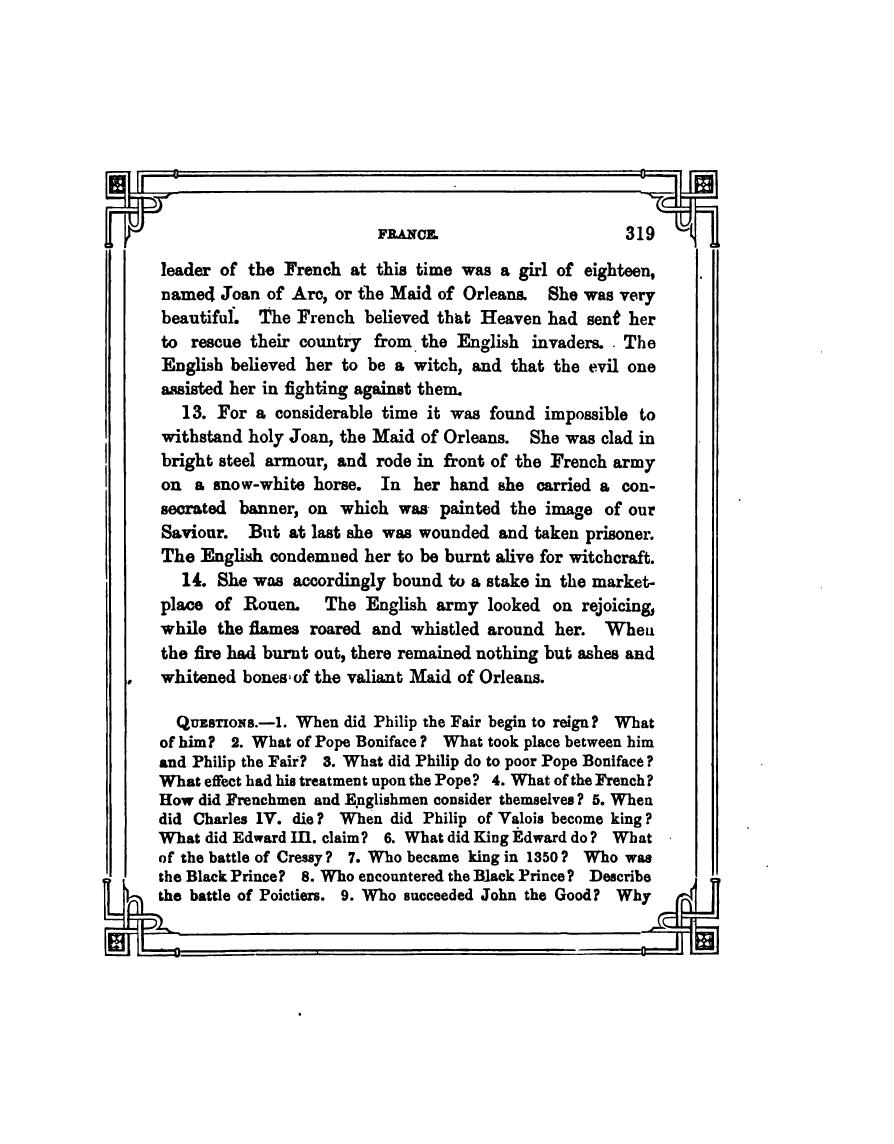 FRANCE. 319
leader of the French at this time was a girl of eighteen,
named Joan of Arc, or the Maid of Orleans. She was very
beautiful. The French believed that Heaven had sent her
to rescue their country from the English invaders. The
English believed her to be a witch, and that the evil one
assisted her in fighting against them.
13. For a considerable time it was found impossible to
withstand holy Joan, the Maid of Orleans. She was clad in
bright steel armour, and rode in front of the French army
on a snow-white horse. In her hand she carried a con-
secrated banner, on which was painted the image of our
Saviour. But at last she was wounded and taken prisoner.
The English condemned her to be burnt alive for witchcraft.
14. She was accordingly bound to a stake in the market-
place of Rouen. The English army looked on rejoicing,
while the flames roared and whistled around her. When
the fire had burnt out, there remained nothing but ashes and
whitened bones of the valiant Maid of Orleans.
QUESTIONS.—1. When did Philip the Fair begin to reign? What
of him? 2. What of Pope Boniface? What took place between him
and Philip the Fair? 3. What did Philip do to poor Pope Boniface?
What effect had his treatment upon the Pope? 4. What of the French?
How did Frenchmen and Englishmen consider themselves? 5. When
did Charles IV. die? When did Philip of Valois become king?
What did Edward III. claim? 6. What did King Edward do? What
of the battle of Cressy? 7. Who became king in 1350? Who was
the Black Prince? 8. Who encountered the Black Prince? Describe
the battle of Poictiers. 9. Who succeeded John the Good? Why